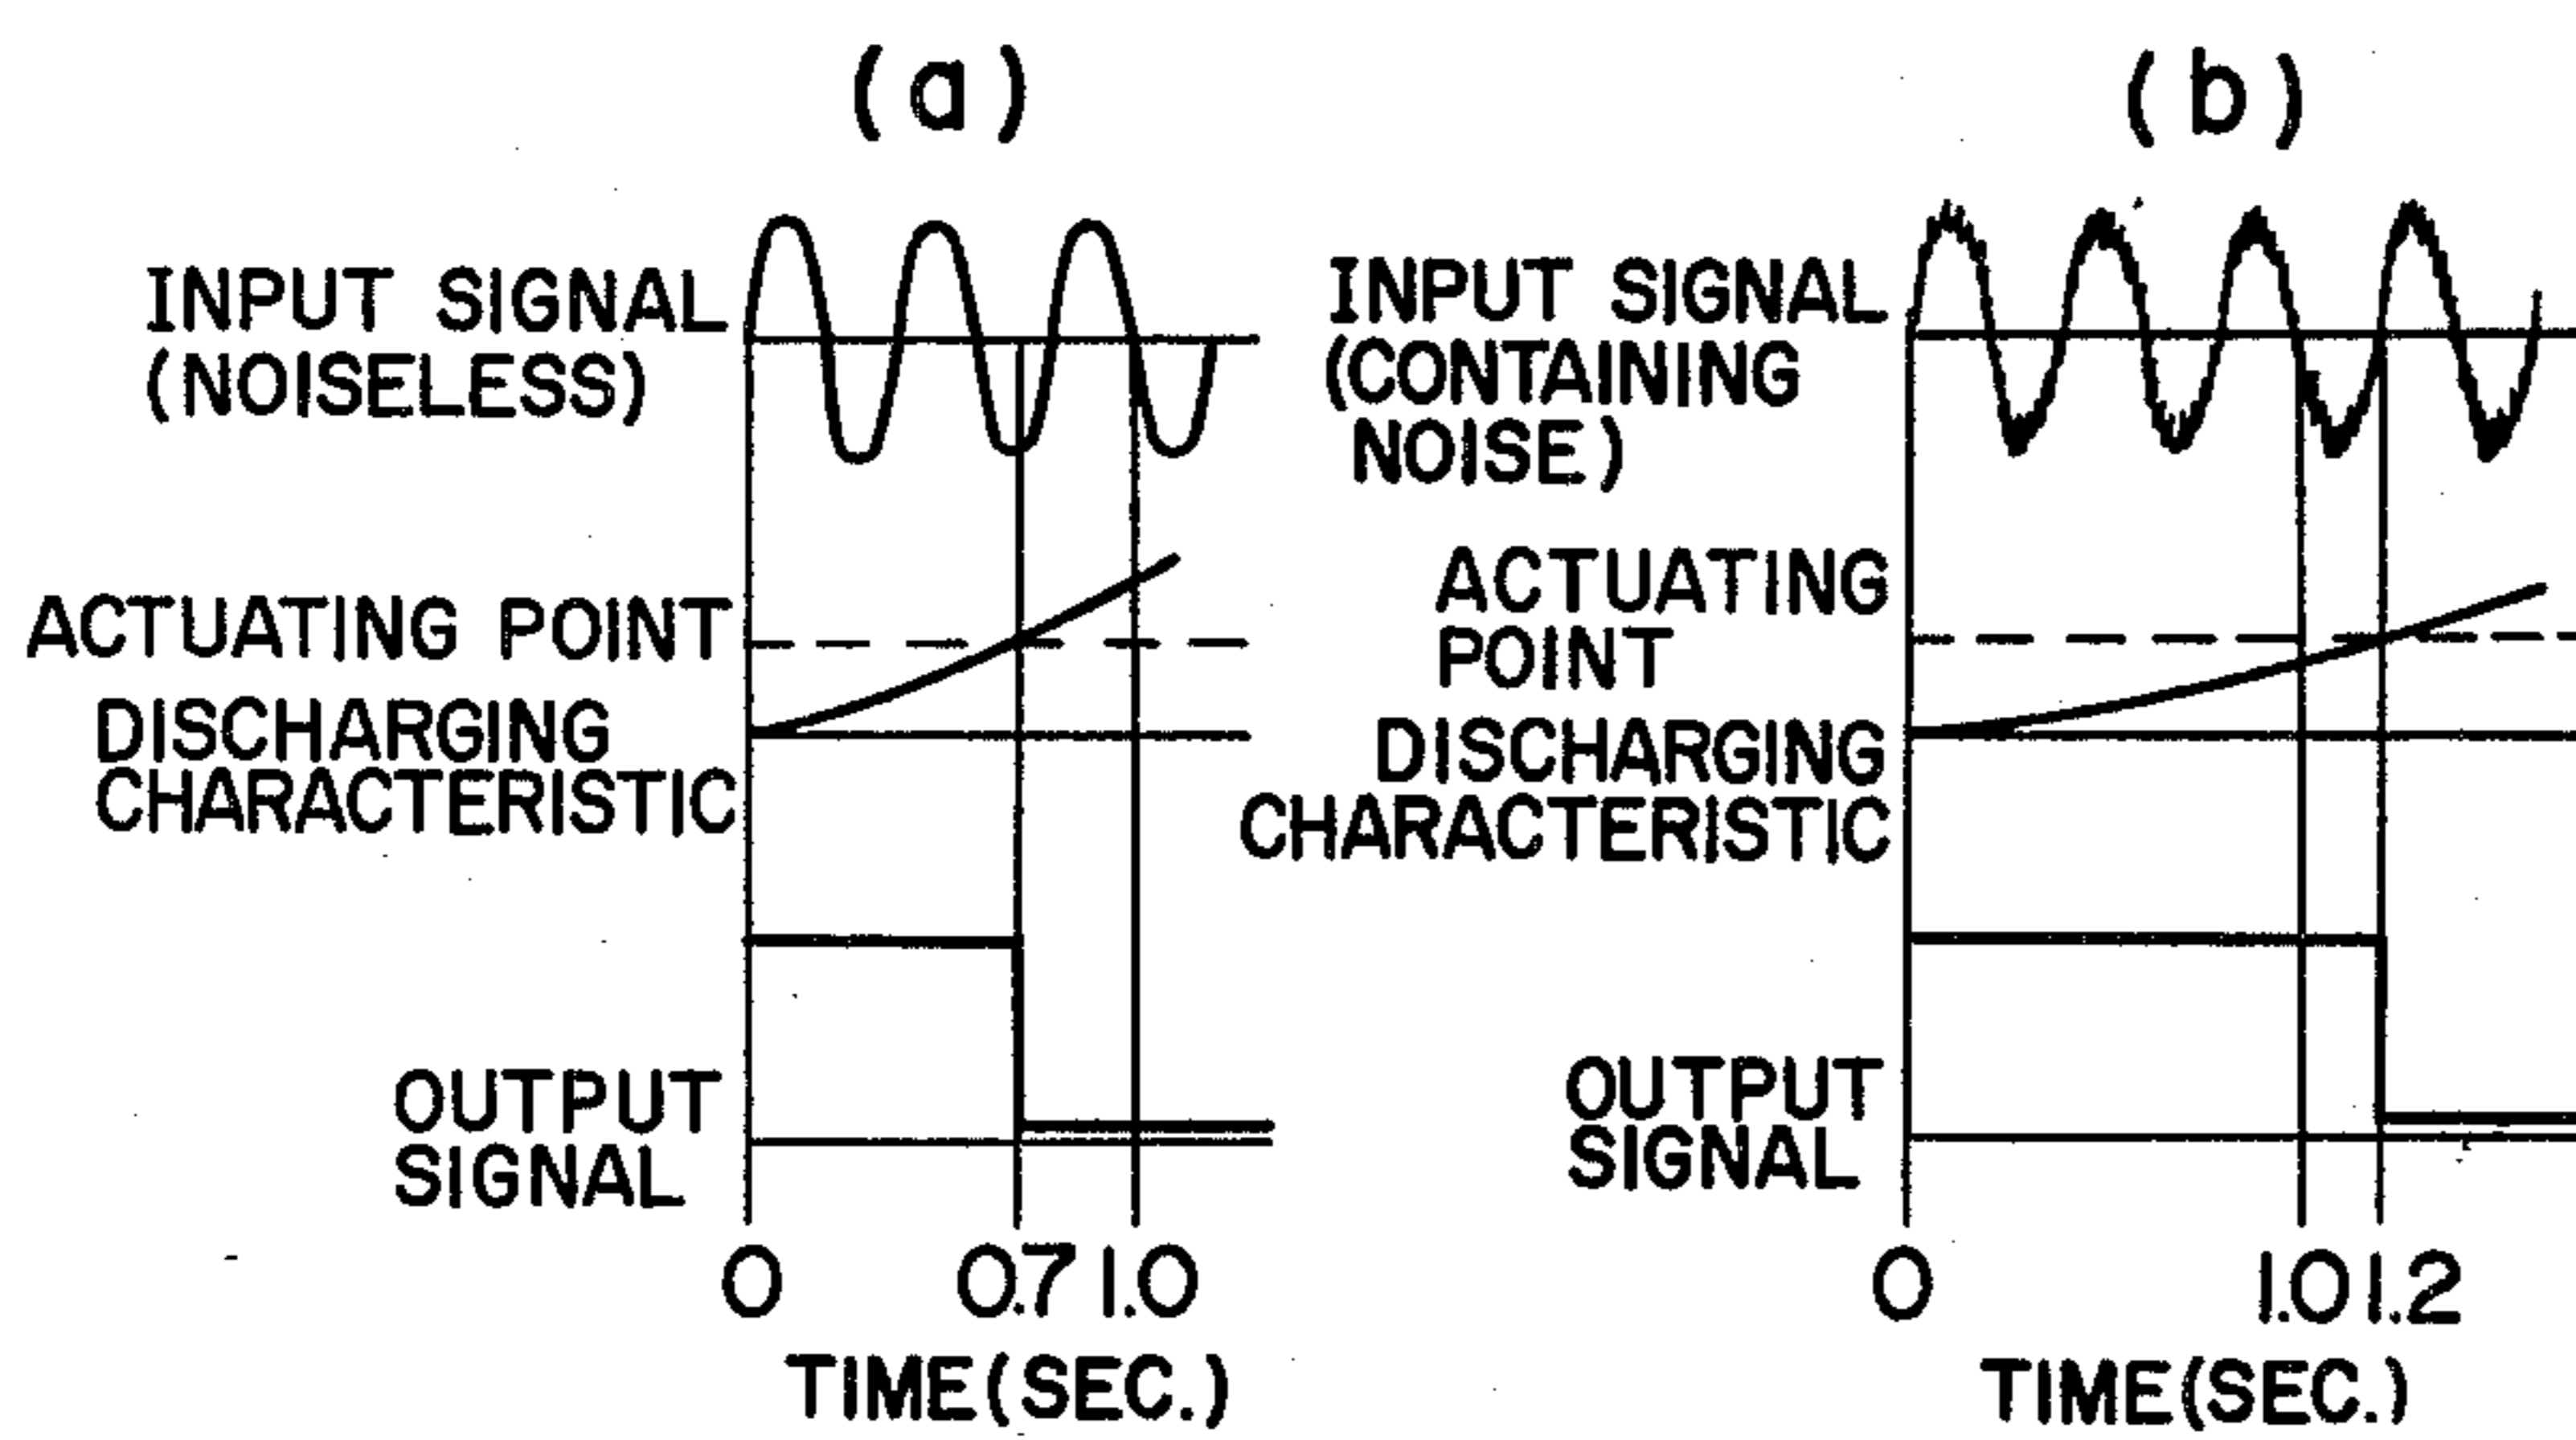 (a)
INPUT SIGNAL
(NOISELESS)
ACTUATING POINT
DISCHARGING
CHARACTERISTIC
OUTPUT
SIGNAL
0 0.7 1.0
TIME(SEC.)
(b)
INPUT SIGNAL
(CONTAINING
NOISE)
ACTUATING
POINT
DISCHARGING
CHARACTERISTIC
OUTPUT
SIGNAL
0 1.0 1.2
TIME(SEC.)